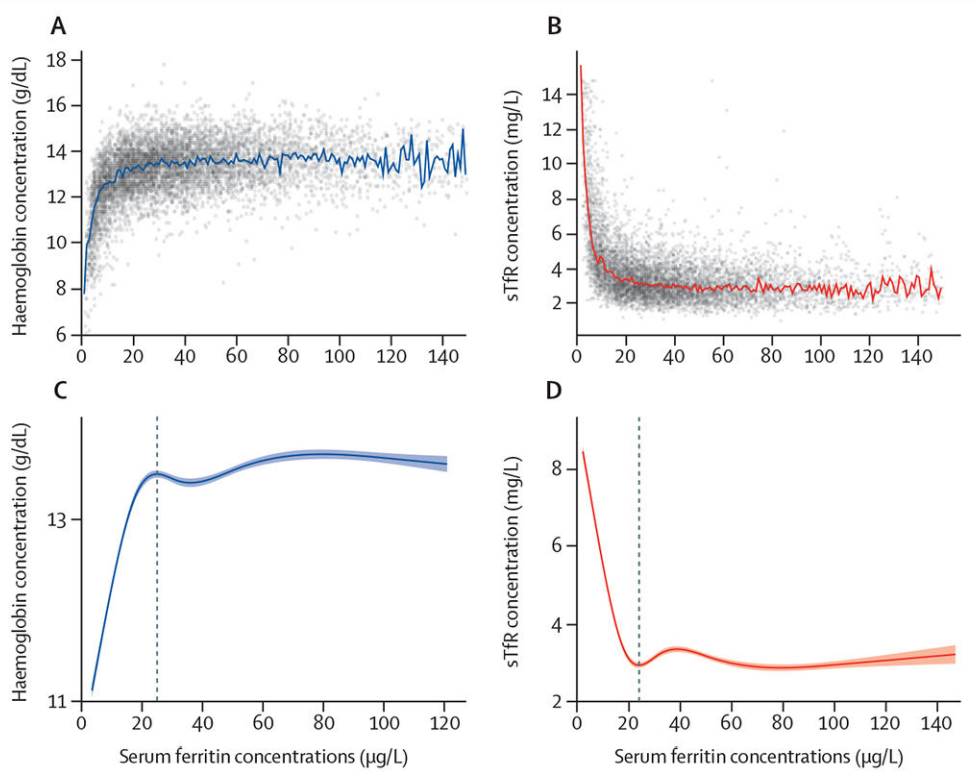 A
Haemoglobin concentration (g/dL)
18
16
14
12
10
8
6
0 20 40 60 80 100 120 140
B
sTfR concentration (mg/L)
14
12
10
8
6
4
2
0 20 40 60 80 100 120 140
C
Haemoglobin concentration (g/dL)
13
11
0 20 40 60 80 100 120
Serum ferritin concentrations (µg/L)
D
sTfR concentration (mg/L)
8
6
4
2
0 20 40 60 80 100 120 140
Serum ferritin concentrations (µg/L)